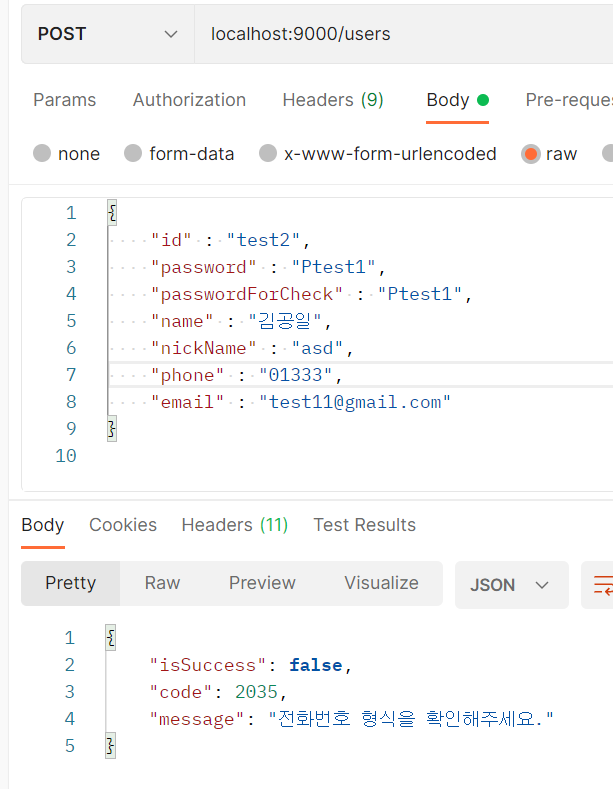 POST localhost:9000/users
Params Authorization Headers (9) Body Pre-reque
none form-data x-www-form-urlencoded raw
1 {
2 "id" : "test2",
3 "password" : "Ptest1",
4 "passwordForCheck" : "Ptest1",
5 "name" : "김공일",
6 "nickName" : "asd",
7 "phone" : "01333",
8 "email" : "test11@gmail.com"
9 }
10
Body Cookies Headers (11) Test Results
Pretty Raw Preview Visualize JSON
1 {
2 "isSuccess": false,
3 "code": 2035,
4 "message": "전화번호 형식을 확인해주세요."
5 }